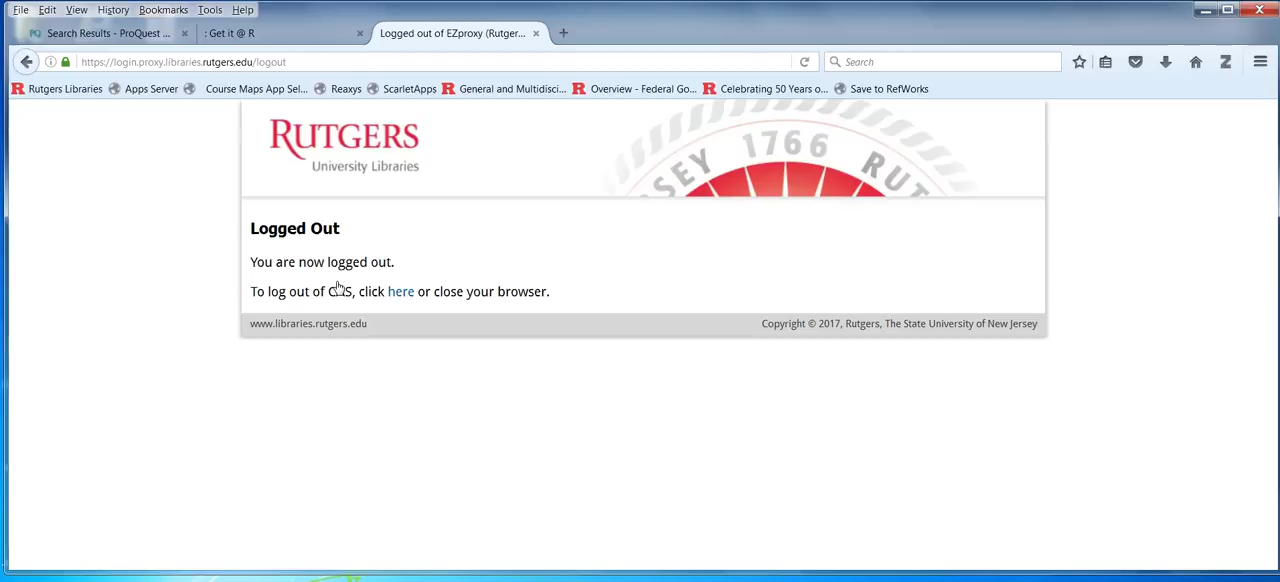 File Edit View History Bookmarks Tools Help
Search Results - ProQuest ... : Get it @ R Logged out of EZproxy (Rutger...
https://login.proxy.libraries.rutgers.edu/logout Search
Rutgers Libraries Apps Server Course Maps App Sel... Reaxys ScarletApps General and Multidisci... Overview - Federal Go... Celebrating 50 Years o... Save to RefWorks
RUTGERS
University Libraries
SEY 1766 RUT
Logged Out
You are now logged out.
To log out of CAS, click here or close your browser.
www.libraries.rutgers.edu Copyright © 2017, Rutgers, The State University of New Jersey